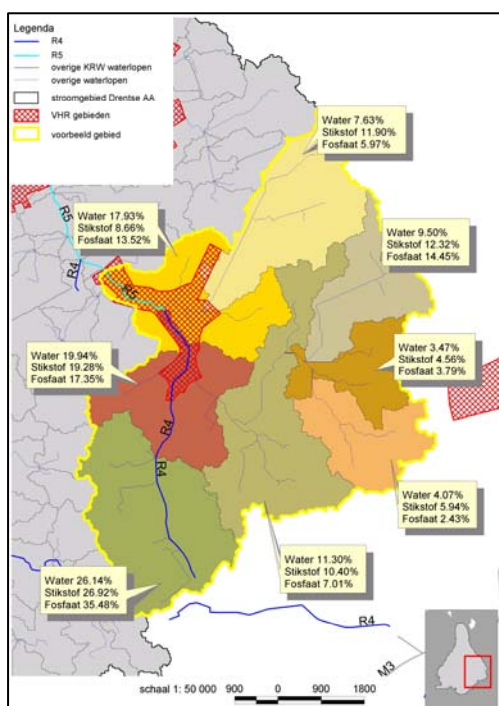 Legenda
R4
R5
overige KRW waterlopen
overige waterlopen
stroomgebied Drentse AA
VHR gebieden
voorbeeld gebied
Water 7.63%
Stikstof 11.90%
Fosfaat 5.97%
R5
R4
Water 17.93%
Stikstof 8.66%
Fosfaat 13.52%
Water 9.50%
Stikstof 12.32%
Fosfaat 14.45%
R5
Water 3.47%
Stikstof 4.56%
Fosfaat 3.79%
Water 19.94%
Stikstof 19.28%
Fosfaat 17.35%
R4
R4
Water 4.07%
Stikstof 5.94%
Fosfaat 2.43%
Water 11.30%
Stikstof 10.40%
Fosfaat 7.01%
Water 26.14%
Stikstof 26.92%
Fosfaat 35.48%
R4
M3
schaal 1: 50 000
900 0 900 1800